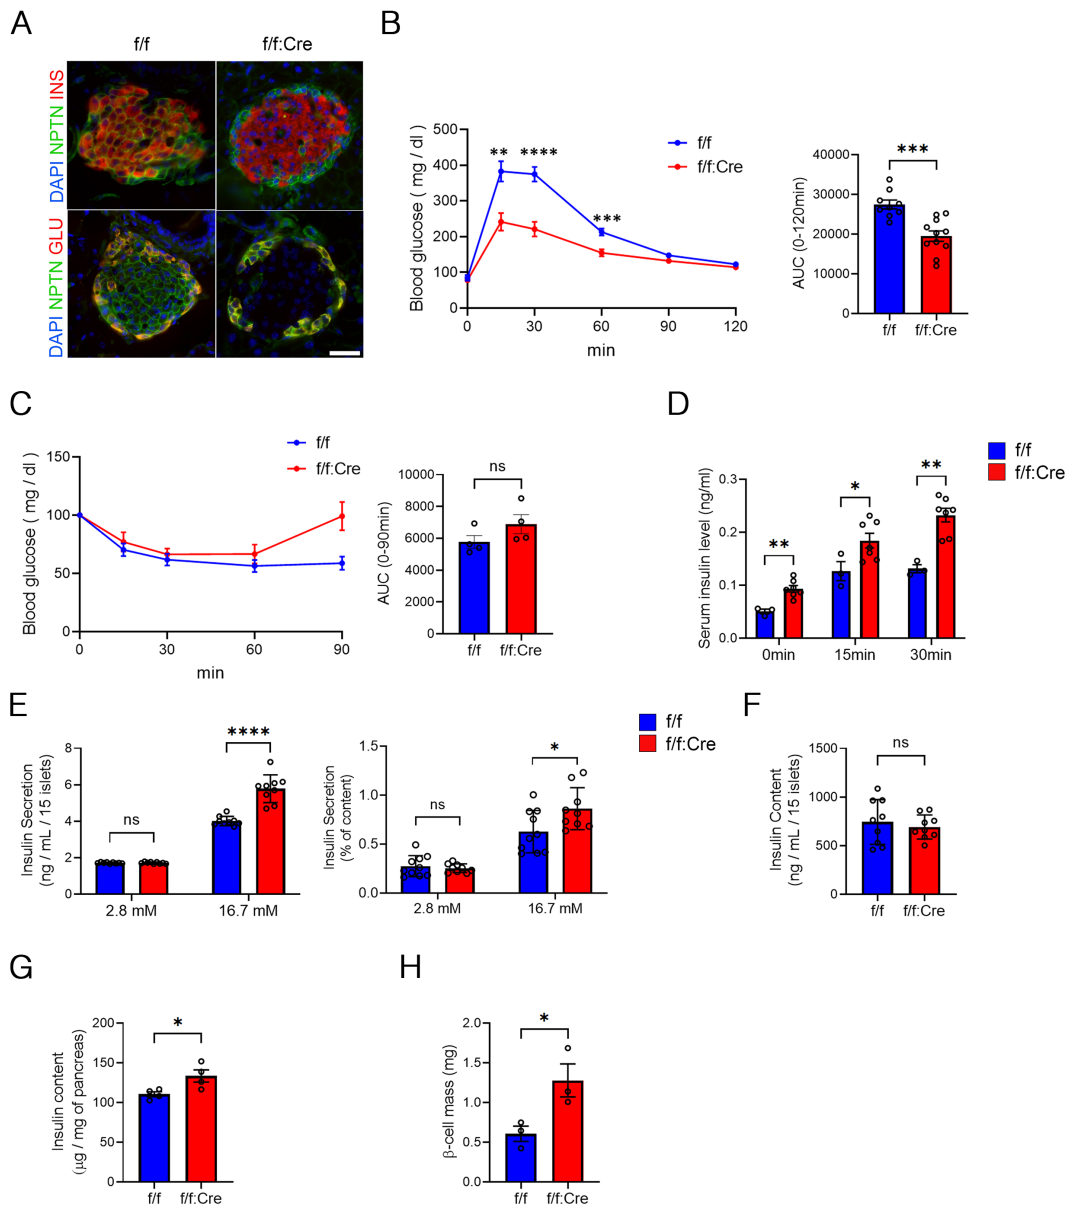 A
f/f
f/f:Cre
DAPI NPTN INS
DAPI NPTN GLU
B
Blood glucose ( mg / dl )
500
400
300
200
100
0
** **** ***
f/f
f/f:Cre
0 30 60 90 120
min
AUC (0-120min)
40000
30000
20000
10000
0
***
f/f f/f:Cre
C
Blood glucose ( mg / dl )
150
100
50
0
f/f
f/f:Cre
0 30 60 90
min
AUC (0-90min)
10000
8000
6000
4000
2000
0
ns
f/f f/f:Cre
D
Serum insulin level (ng/ml)
0.3
0.2
0.1
0.0
** * **
f/f
f/f:Cre
0min 15min 30min
E
Insulin Secretion
(ng / mL / 15 islets)
8
6
4
2
0
ns ****
2.8 mM 16.7 mM
Insulin Secretion
(% of content)
1.5
1.0
0.5
0.0
ns *
2.8 mM 16.7 mM
f/f
f/f:Cre
F
Insulin Content
(ng / mL / 15 islets)
1500
1000
500
0
ns
f/f f/f:Cre
G
Insulin content
(μg / mg of pancreas)
200
150
100
50
0
*
f/f f/f:Cre
H
β-cell mass (mg)
2.0
1.5
1.0
0.5
0.0
*
f/f f/f:Cre